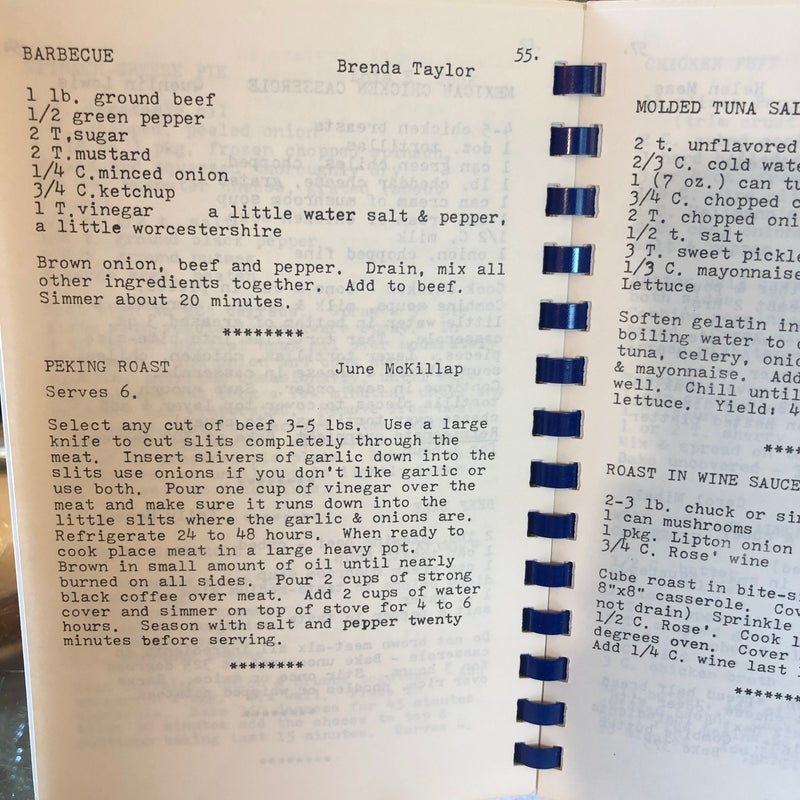 BARBECUE
55.
Brenda Taylor
1 lb. ground beef
1/2 green pepper
2 T.sugar
2 T.mustard
1/4 C.minced onion
3/4 C.ketchup
1 T.vinegar a little water salt & pepper,
a little worcestershire
Brown onion, beef and pepper. Drain, mix all
other ingredients together. Add to beef.
Simmer about 20 minutes.
********
PEKING ROAST June McKillap
Serves 6.
Select any cut of beef 3-5 lbs. Use a large
knife to cut slits completely through the
meat. Insert slivers of garlic down into the
slits use onions if you don't like garlic or
use both. Pour one cup of vinegar over the
meat and make sure it runs down into the
little slits where the garlic & onions are.
Refrigerate 24 to 48 hours. When ready to
cook place meat in a large heavy pot.
Brown in small amount of oil until nearly
burned on all sides. Pour 2 cups of strong
black coffee over meat. Add 2 cups of water
cover and simmer on top of stove for 4 to 6
hours. Season with salt and pepper twenty
minutes before serving.
********
MOLDED TUNA
2 t. unflavored
2/3 C. cold
1 (7 oz.) can
3/4 C. chopped
2 T. chopped
1/2 t. salt
3 T. sweet
1/3 C. mayonnaise
Lettuce
Soften gelatin in
boiling water to
tuna, celery,
& mayonnaise.
well. Chill until
lettuce. Yield: 4
****
ROAST IN WINE SAUCE
2-3 lb. chuck or
1 can mushrooms
1 pkg. Lipton onion
3/4 C. Rose' wine
Cube roast in
8"x8" casserole.
not drain) Sprinkle
1/2 C. Rose'. Cook
degrees oven. Cover
Add 1/4 C. wine last
*****